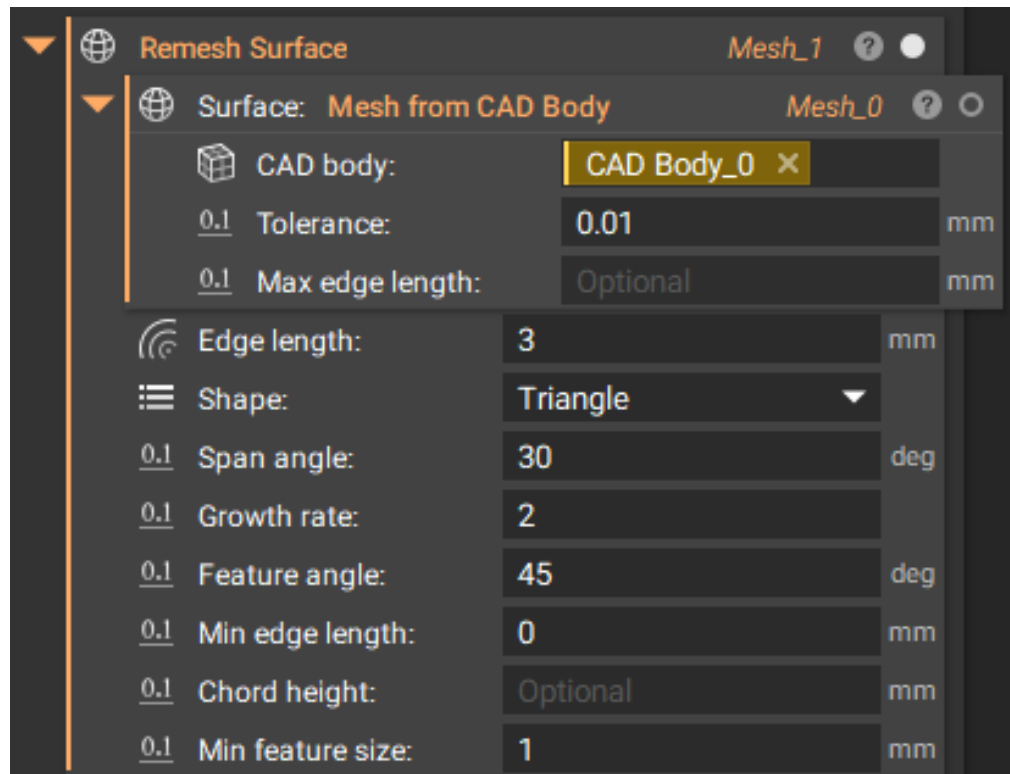 Remesh Surface Mesh_1 ?
Surface: Mesh from CAD Body Mesh_0 ?
CAD body: CAD Body_0 ×
0.1 Tolerance: 0.01 mm
0.1 Max edge length: Optional mm
Edge length: 3 mm
Shape: Triangle
0.1 Span angle: 30 deg
0.1 Growth rate: 2
0.1 Feature angle: 45 deg
0.1 Min edge length: 0 mm
0.1 Chord height: Optional mm
0.1 Min feature size: 1 mm